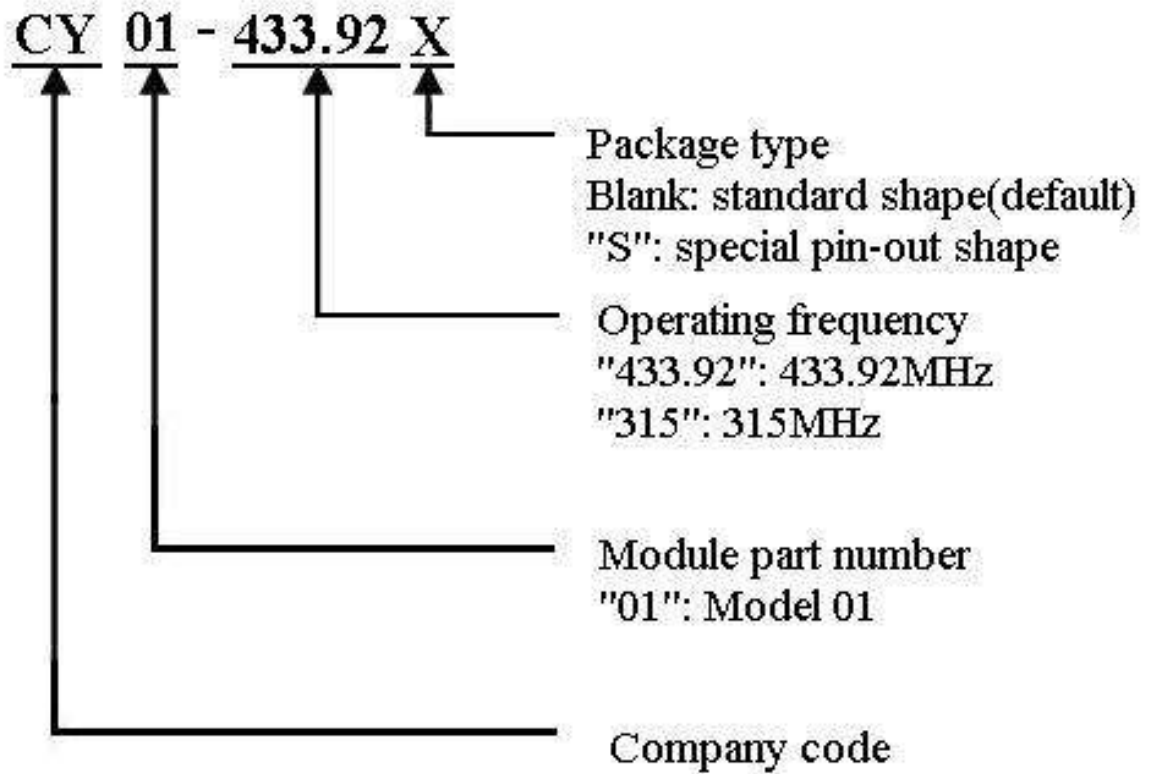 CY 01 - 433.92 X
Package type
Blank: standard shape(default)
"S": special pin-out shape
Operating frequency
"433.92": 433.92MHz
"315": 315MHz
Module part number
"01": Model 01
Company code